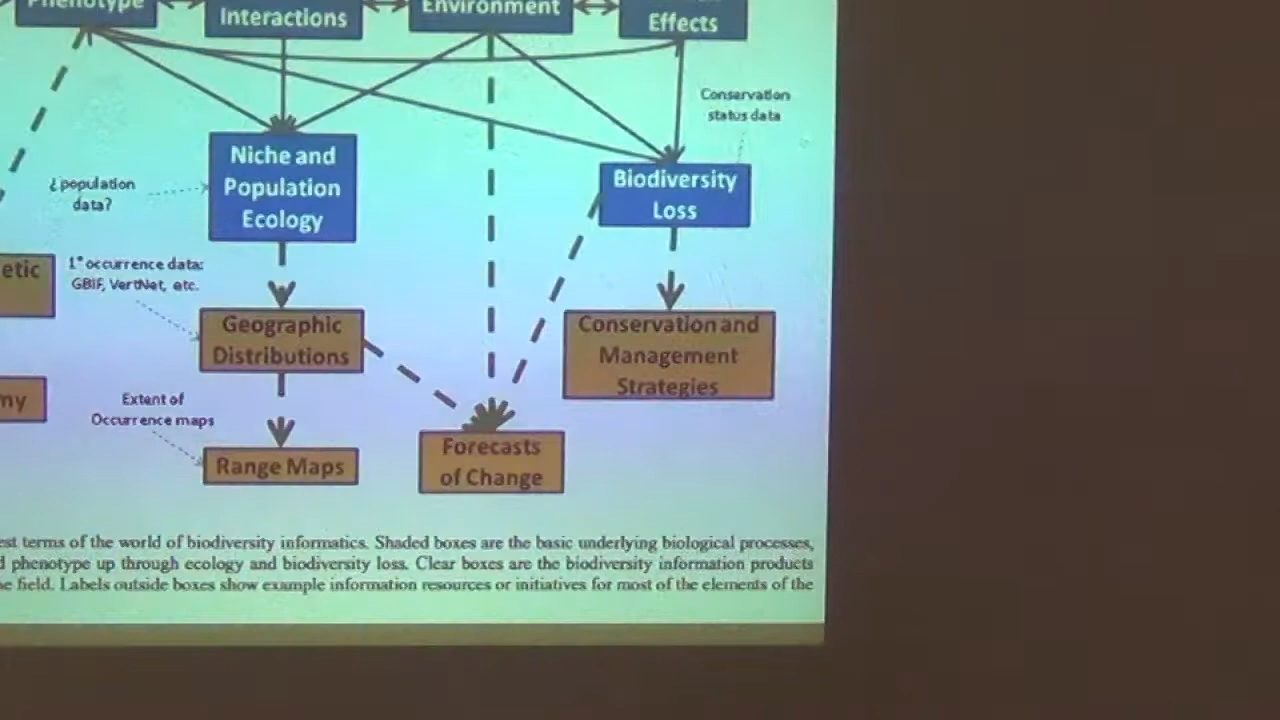 Phenotype
Interactions
Environment
Effects
Conservation
status data
Niche and
Population
Ecology
Biodiversity
Loss
¿population
data?
etic
1° occurrence data:
GBIF, VertNet, etc.
Geographic
Distributions
Conservation and
Management
Strategies
my
Extent of
Occurrence maps
Range Maps
Forecasts
of Change
est terms of the world of biodiversity informatics. Shaded boxes are the basic underlying biological processes,
d phenotype up through ecology and biodiversity loss. Clear boxes are the biodiversity information products
he field. Labels outside boxes show example information resources or initiatives for most of the elements of the